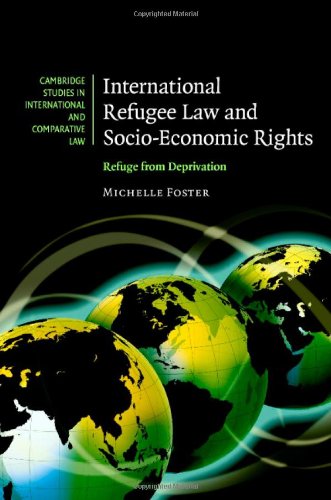 CAMBRIDGE
STUDIES IN
INTERNATIONAL
AND
COMPARATIVE
LAW
International
Refugee Law and
Socio-Economic Rights
Refuge from Deprivation
MICHELLE FOSTER